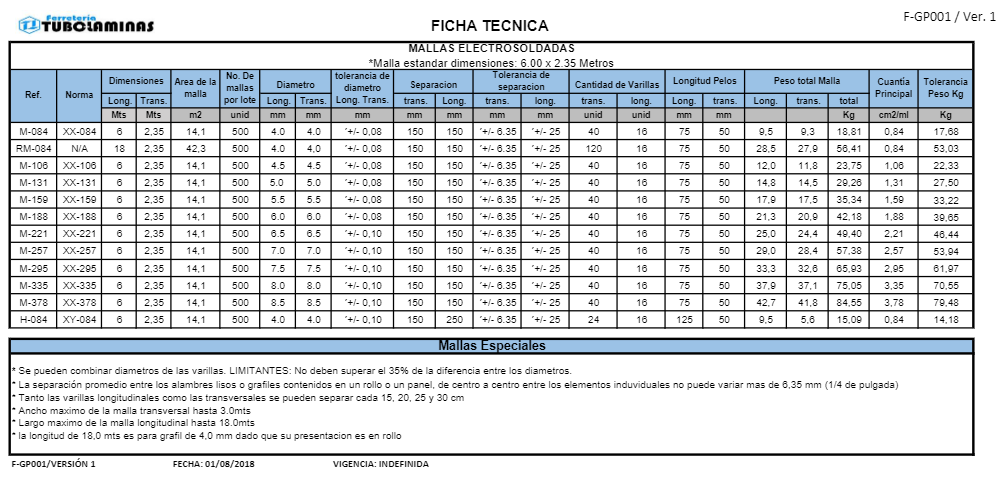 F-GP001 / Ver. 1
Ferretería
TUBOLAMINAS
FICHA TECNICA
MALLAS ELECTROSOLDADAS
*Malla estandar dimensiones: 6.00 x 2.35 Metros
Ref. Norma Dimensiones Area de la malla No. De mallas por lote Diametro tolerancia de diametro Separacion Tolerancia de separacion Cantidad de Varillas Longitud Pelos Peso total Malla Cuantía Principal Tolerancia Peso Kg
Long. Trans. Long. Trans. Long. Trans. trans. Long. trans. long. trans. long. Long. trans. Long. trans. total
Mts Mts m2 unid mm mm mm mm mm mm mm unid unid mm mm Kg cm2/ml Kg
M-084 XX-084 6 2,35 14,1 500 4.0 4.0 ´+/- 0,08 150 150 ´+/- 6.35 ´+/- 25 40 16 75 50 9,5 9,3 18,81 0,84 17,68
RM-084 N/A 18 2,35 42,3 500 4.0 4,0 ´+/- 0,08 150 150 ´+/- 6.35 ´+/- 25 120 16 75 50 28,5 27,9 56,41 0,84 53,03
M-106 XX-106 6 2,35 14,1 500 4.5 4.5 ´+/- 0,08 150 150 ´+/- 6.35 ´+/- 25 40 16 75 50 12,0 11,8 23,75 1,06 22,33
M-131 XX-131 6 2,35 14,1 500 5.0 5.0 ´+/- 0,08 150 150 ´+/- 6.35 ´+/- 25 40 16 75 50 14,8 14,5 29,26 1,31 27,50
M-159 XX-159 6 2,35 14,1 500 5.5 5.5 ´+/- 0,08 150 150 ´+/- 6.35 ´+/- 25 40 16 75 50 17,9 17,5 35,34 1,59 33,22
M-188 XX-188 6 2,35 14,1 500 6.0 6.0 ´+/- 0,08 150 150 ´+/- 6.35 ´+/- 25 40 16 75 50 21,3 20,9 42,18 1,88 39,65
M-221 XX-221 6 2,35 14,1 500 6.5 6.5 ´+/- 0,10 150 150 ´+/- 6.35 ´+/- 25 40 16 75 50 25,0 24,4 49,40 2,21 46,44
M-257 XX-257 6 2,35 14,1 500 7.0 7.0 ´+/- 0,10 150 150 ´+/- 6.35 ´+/- 25 40 16 75 50 29,0 28,4 57,38 2,57 53,94
M-295 XX-295 6 2,35 14,1 500 7.5 7.5 ´+/- 0,10 150 150 ´+/- 6.35 ´+/- 25 40 16 75 50 33,3 32,6 65,93 2,95 61,97
M-335 XX-335 6 2,35 14,1 500 8.0 8.0 ´+/- 0,10 150 150 ´+/- 6.35 ´+/- 25 40 16 75 50 37,9 37,1 75,05 3,35 70,55
M-378 XX-378 6 2,35 14,1 500 8.5 8.5 ´+/- 0,10 150 150 ´+/- 6.35 ´+/- 25 40 16 75 50 42,7 41,8 84,55 3,78 79,48
H-084 XY-084 6 2,35 14,1 500 4.0 4.0 ´+/- 0,10 150 250 ´+/- 6.35 ´+/- 25 24 16 125 50 9,5 5,6 15,09 0,84 14,18
Mallas Especiales
* Se pueden combinar diametros de las varillas. LIMITANTES: No deben superar el 35% de la diferencia entre los diametros.
* La separación promedio entre los alambres lisos o grafiles contenidos en un rollo o un panel, de centro a centro entre los elementos induviduales no puede variar mas de 6,35 mm (1/4 de pulgada)
* Tanto las varillas longitudinales como las transversales se pueden separar cada 15, 20, 25 y 30 cm
* Ancho maximo de la malla transversal hasta 3.0mts
* Largo maximo de la malla longitudinal hasta 18.0mts
* la longitud de 18,0 mts es para grafil de 4,0 mm dado que su presentacion es en rollo
F-GP001/VERSIÓN 1 FECHA: 01/08/2018 VIGENCIA: INDEFINIDA